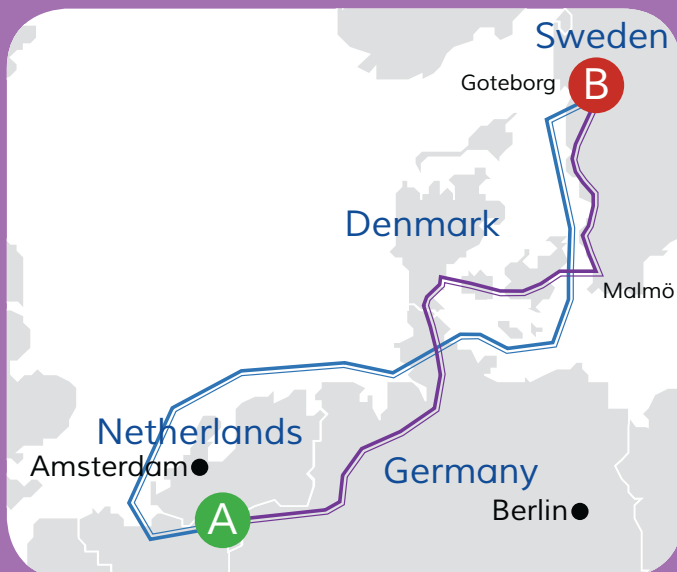 Sweden
Goteborg
B
Denmark
Malmö
Netherlands
Amsterdam
Germany
A
Berlin